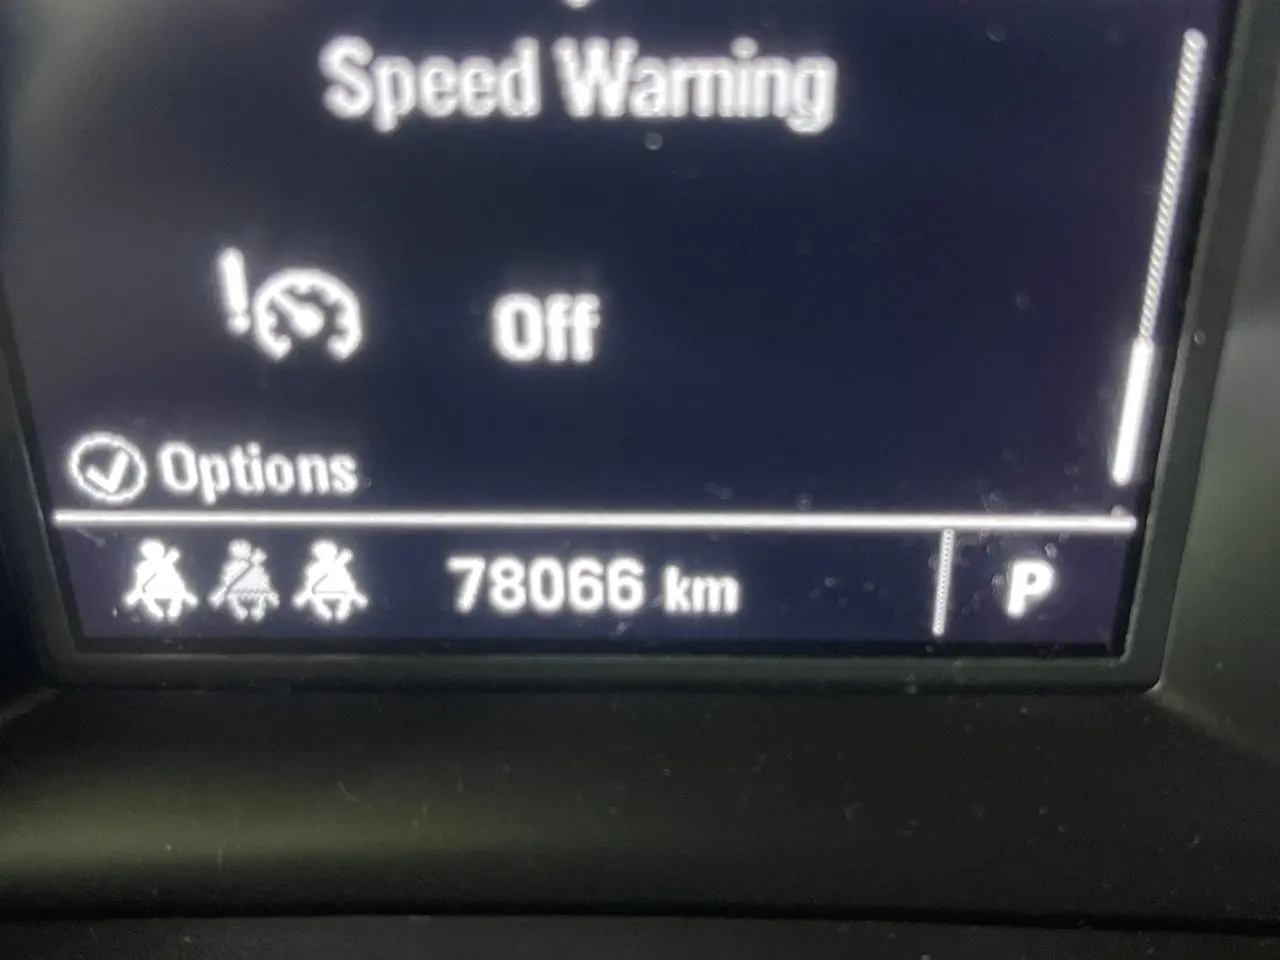 Speed Warning
Off
Options
78066 km
P